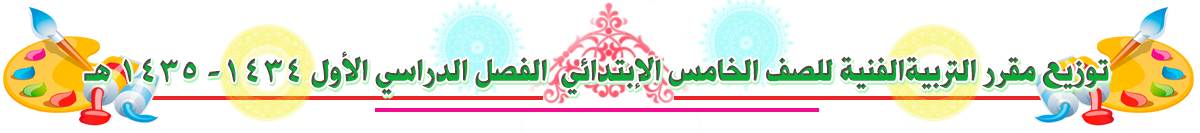 توزيع مقرر التربيةالفنية للصف الخامس الإبتدائي الفصل الدراسي الأول ١٤٣٤- ١٤٣٥ هـ